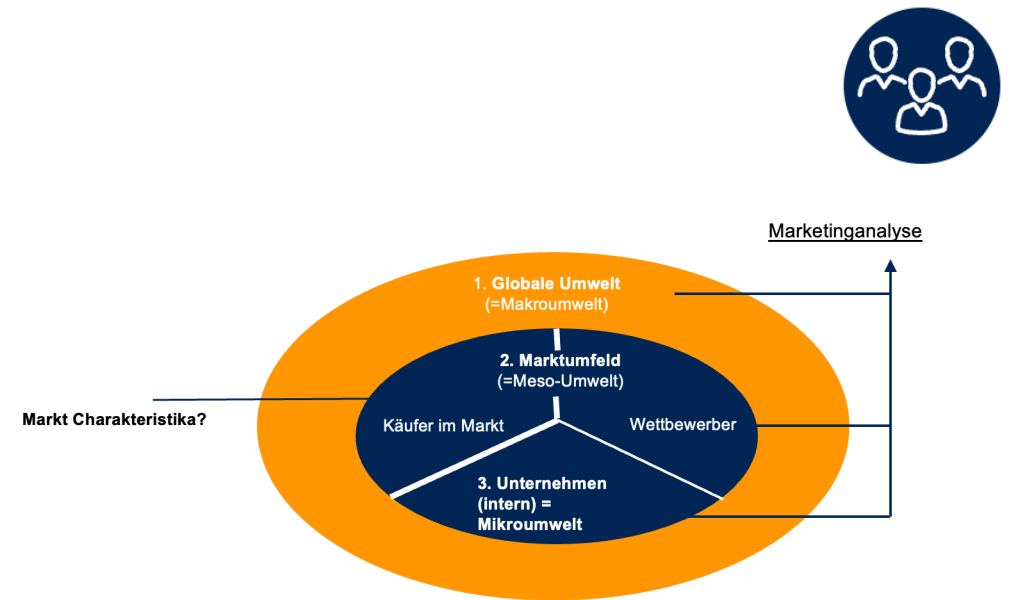 Marketinganalyse
1. Globale Umwelt
(=Makroumwelt)
2. Marktumfeld
(=Meso-Umwelt)
Markt Charakteristika?
Käufer im Markt
Wettbewerber
3. Unternehmen
(intern) =
Mikroumwelt